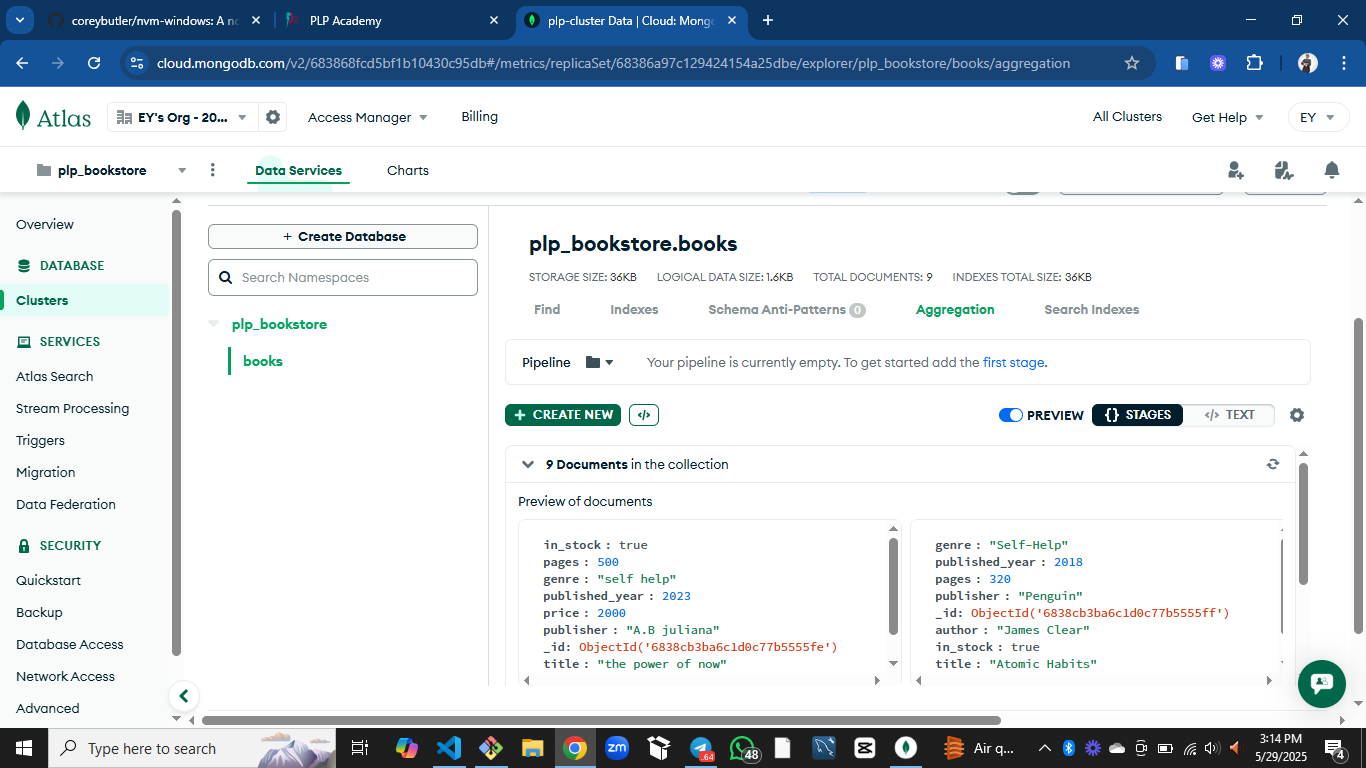 coreybutler/nvm-windows: A nc
PLP Academy
plp-cluster Data | Cloud: Mongo
cloud.mongodb.com/v2/683868fcd5bf1b10430c95db#/metrics/replicaSet/68386a97c129424154a25dbe/explorer/plp_bookstore/books/aggregation
Atlas
EY's Org - 20...
Access Manager
Billing
All Clusters
Get Help
EY
plp_bookstore
Data Services
Charts
Overview
DATABASE
Clusters
SERVICES
Atlas Search
Stream Processing
Triggers
Migration
Data Federation
SECURITY
Quickstart
Backup
Database Access
Network Access
Advanced
+ Create Database
Search Namespaces
plp_bookstore
books
plp_bookstore.books
STORAGE SIZE: 36KB LOGICAL DATA SIZE: 1.6KB TOTAL DOCUMENTS: 9 INDEXES TOTAL SIZE: 36KB
Find Indexes Schema Anti-Patterns 0 Aggregation Search Indexes
Pipeline Your pipeline is currently empty. To get started add the first stage.
+ CREATE NEW </> PREVIEW {} STAGES </> TEXT
9 Documents in the collection
Preview of documents
in_stock : true
pages : 500
genre : "self help"
published_year : 2023
price : 2000
publisher : "A.B juliana"
_id: ObjectId('6838cb3ba6c1d0c77b5555fe')
title : "the power of now"
genre : "Self-Help"
published_year : 2018
pages : 320
publisher : "Penguin"
_id: ObjectId('6838cb3ba6c1d0c77b5555ff')
author : "James Clear"
in_stock : true
title : "Atomic Habits"
Type here to search
zm
.64
48
Air q...
3:14 PM
5/29/2025
4